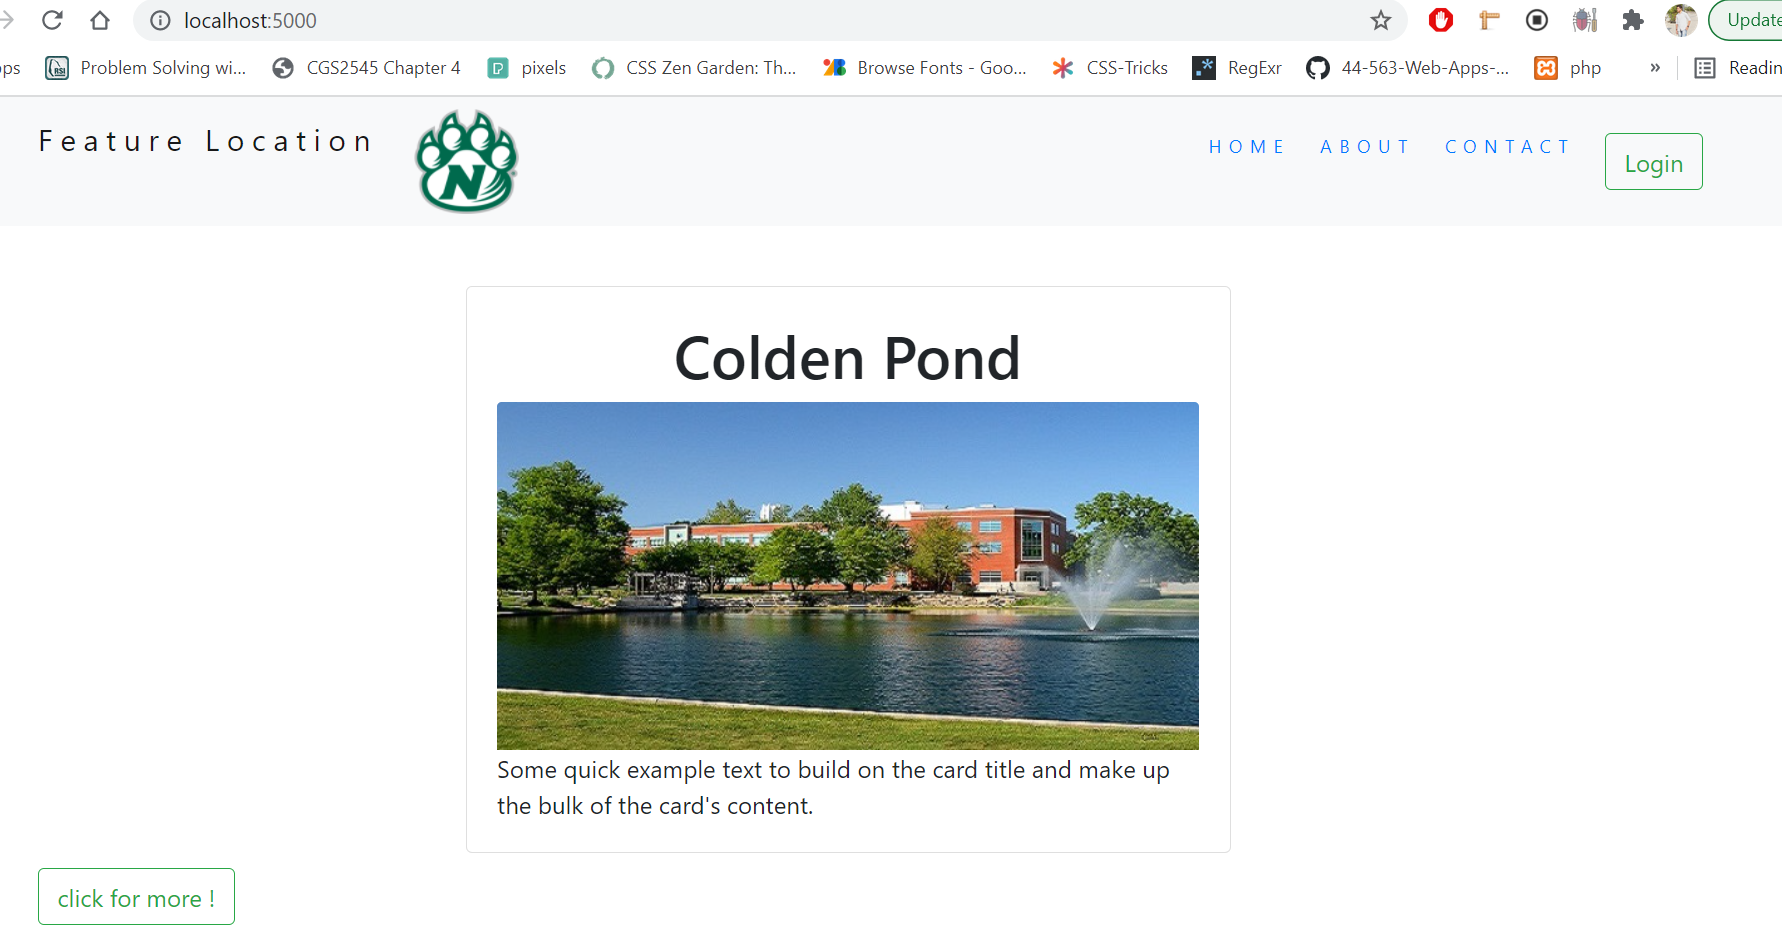 localhost:5000
Update
ps Problem Solving wi... CGS2545 Chapter 4 pixels CSS Zen Garden: Th... Browse Fonts - Goo... CSS-Tricks RegExr 44-563-Web-Apps-... php » Readin
Feature Location N HOME ABOUT CONTACT Login
Colden Pond
Some quick example text to build on the card title and make up
the bulk of the card's content.
click for more !